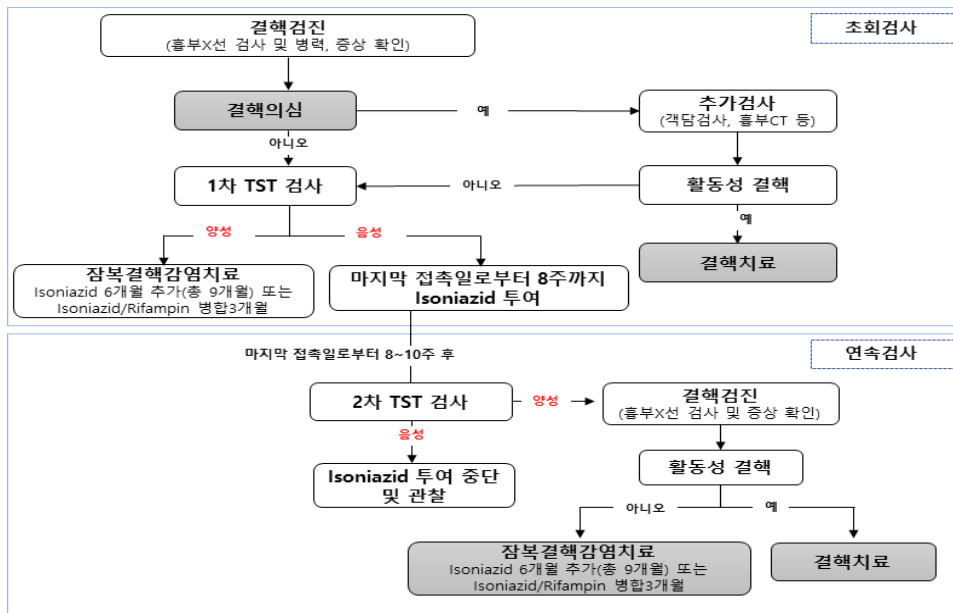 결핵검진
(흉부X선 검사 및 병력, 증상 확인)
초회검사
결핵의심
예
추가검사
(객담검사, 흉부CT 등)
아니오
1차 TST 검사
아니오
활동성 결핵
양성
음성
예
잠복결핵감염치료
Isoniazid 6개월 추가(총 9개월) 또는
Isoniazid/Rifampin 병합3개월
마지막 접촉일로부터 8주까지
Isoniazid 투여
결핵치료
마지막 접촉일로부터 8~10주 후
연속검사
2차 TST 검사
양성
결핵검진
(흉부X선 검사 및 증상 확인)
음성
Isoniazid 투여 중단
및 관찰
활동성 결핵
아니오
예
잠복결핵감염치료
Isoniazid 6개월 추가(총 9개월) 또는
Isoniazid/Rifampin 병합3개월
결핵치료